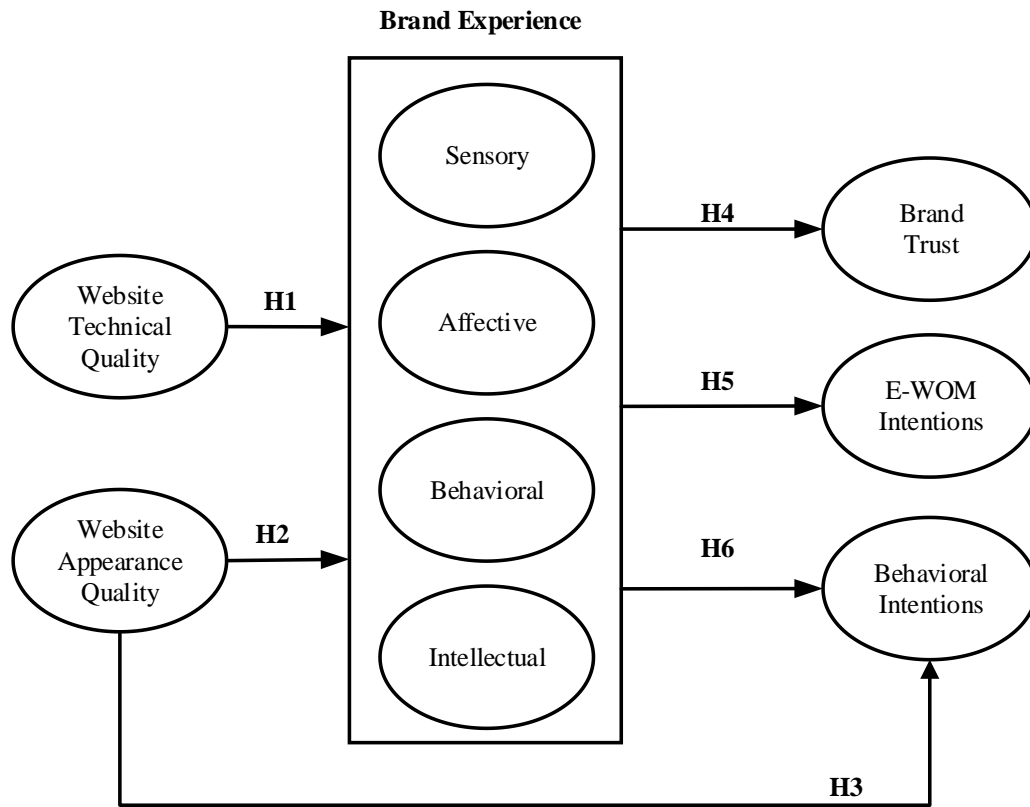 Brand Experience
Sensory
H4
Brand
Trust
Website
Technical
Quality
H1
Affective
H5
E-WOM
Intentions
Behavioral
Website
Appearance
Quality
H2
H6
Behavioral
Intentions
Intellectual
H3